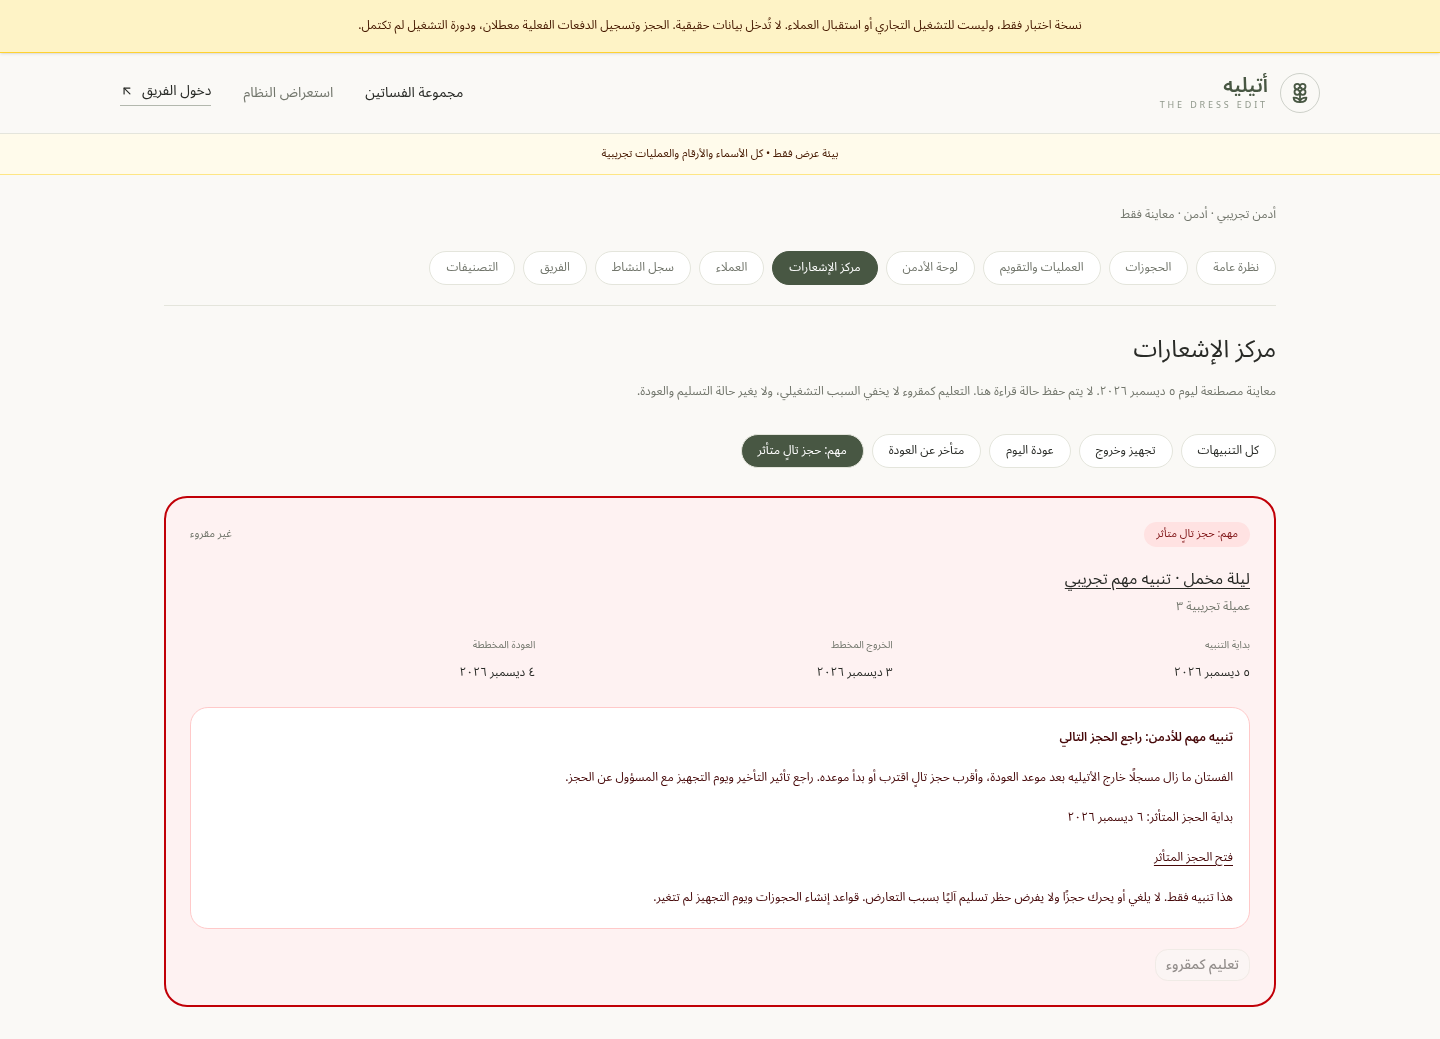 نسخة اختبار فقط، وليست للتشغيل التجاري أو استقبال العملاء. لا تُدخل بيانات حقيقية. الحجز وتسجيل الدفعات الفعلية معطلان، ودورة التشغيل لم تكتمل.
أتيليه
THE DRESS EDIT
مجموعة الفساتين
استعراض النظام
دخول الفريق
بيئة عرض فقط • كل الأسماء والأرقام والعمليات تجريبية
أدمن تجريبي · أدمن · معاينة فقط
نظرة عامة
الحجوزات
العمليات والتقويم
لوحة الأدمن
مركز الإشعارات
العملاء
سجل النشاط
الفريق
التصنيفات
مركز الإشعارات
معاينة مصطنعة ليوم ٥ ديسمبر ٢٠٢٦. لا يتم حفظ حالة قراءة هنا. التعليم كمقروء لا يخفي السبب التشغيلي، ولا يغير حالة التسليم والعودة.
كل التنبيهات
تجهيز وخروج
عودة اليوم
متأخر عن العودة
مهم: حجز تالٍ متأثر
مهم: حجز تالٍ متأثر
غير مقروء
ليلة مخمل · تنبيه مهم تجريبي
عميلة تجريبية ٣
بداية التنبيه
الخروج المخطط
العودة المخططة
٥ ديسمبر ٢٠٢٦
٣ ديسمبر ٢٠٢٦
٤ ديسمبر ٢٠٢٦
تنبيه مهم للأدمن: راجع الحجز التالي
الفستان ما زال مسجلًا خارج الأتيليه بعد موعد العودة، وأقرب حجز تالٍ اقترب أو بدأ موعده. راجع تأثير التأخير ويوم التجهيز مع المسؤول عن الحجز.
بداية الحجز المتأثر: ٦ ديسمبر ٢٠٢٦
فتح الحجز المتأثر
هذا تنبيه فقط. لا يلغي أو يحرك حجزًا ولا يفرض حظر تسليم آليًا بسبب التعارض. قواعد إنشاء الحجوزات ويوم التجهيز لم تتغير.
تعليم كمقروء